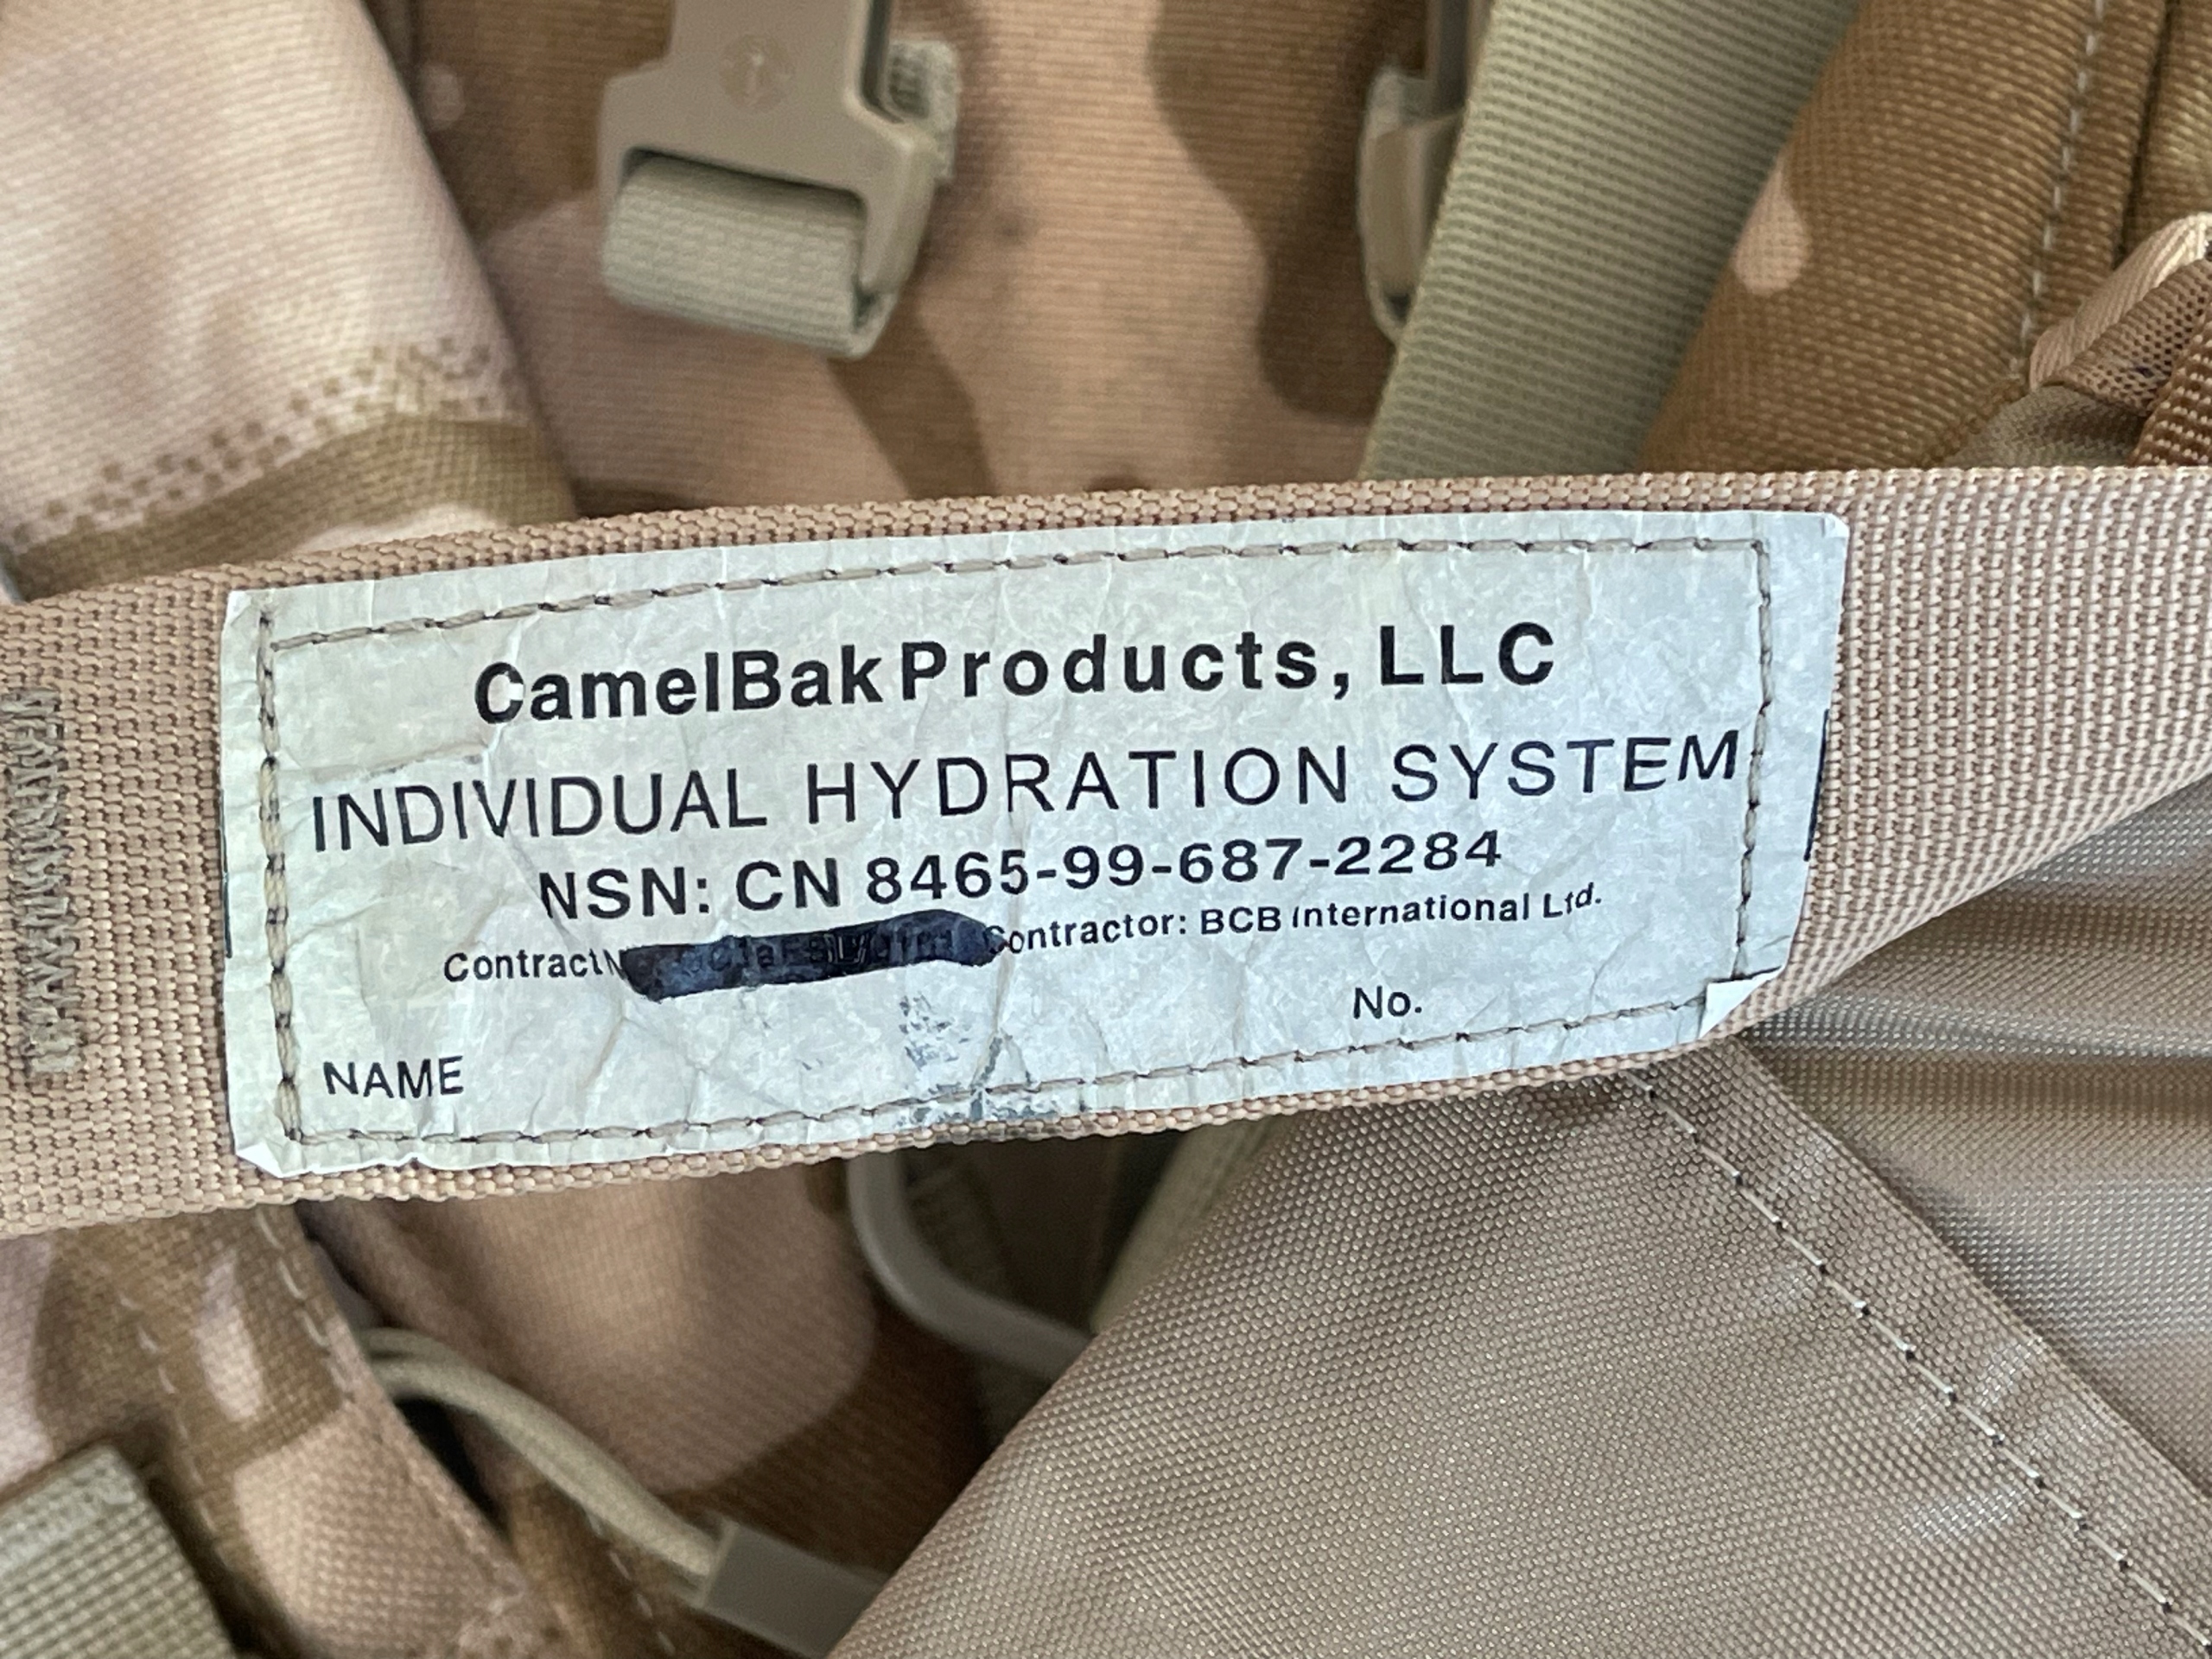 CamelBak Products, LLC
INDIVIDUAL HYDRATION SYSTEM
NSN: CN 8465-99-687-2284
Contract Contractor: BCB International Ltd.
No.
NAME